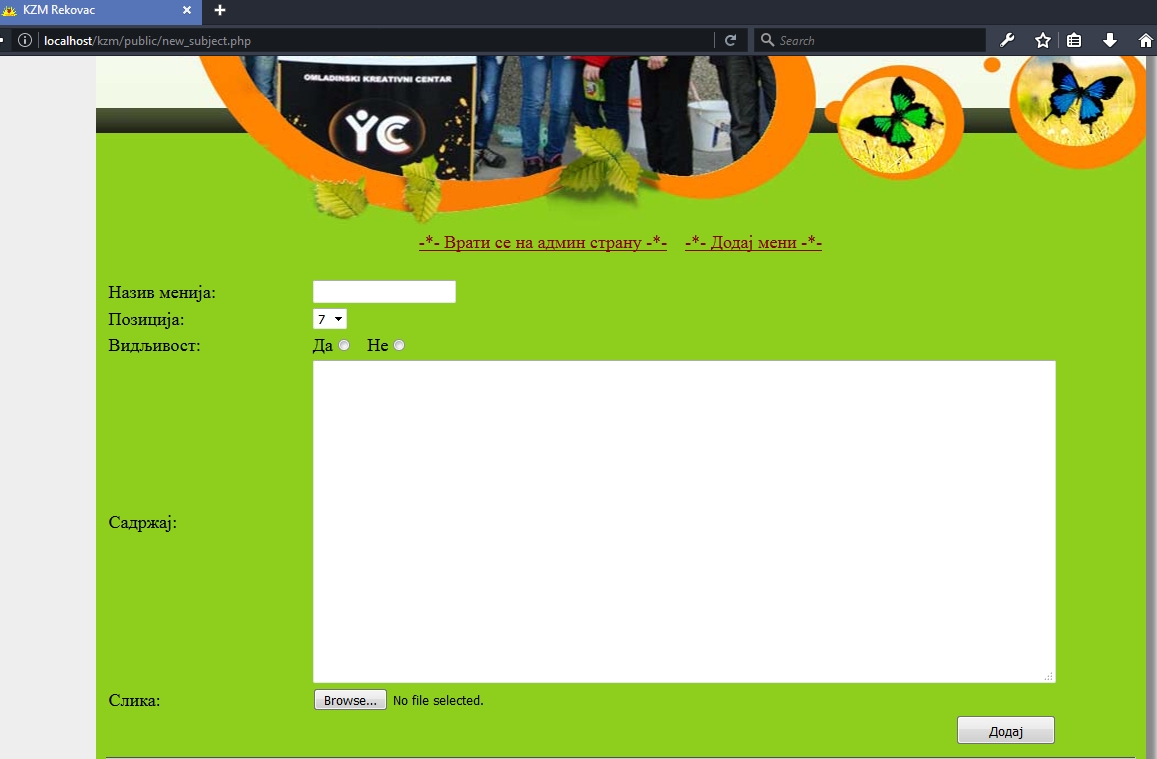 KZM Rekovac
localhost/kzm/public/new_subject.php
Search
OMLADINSKI KREATIVNI CENTAR
YC
-*- Врати се на админ страну -*- -*- Додај мени -*-
Назив менија:
Позиција: 7
Видљивост: Да Не
Садржај:
Слика: Browse... No file selected.
Додај